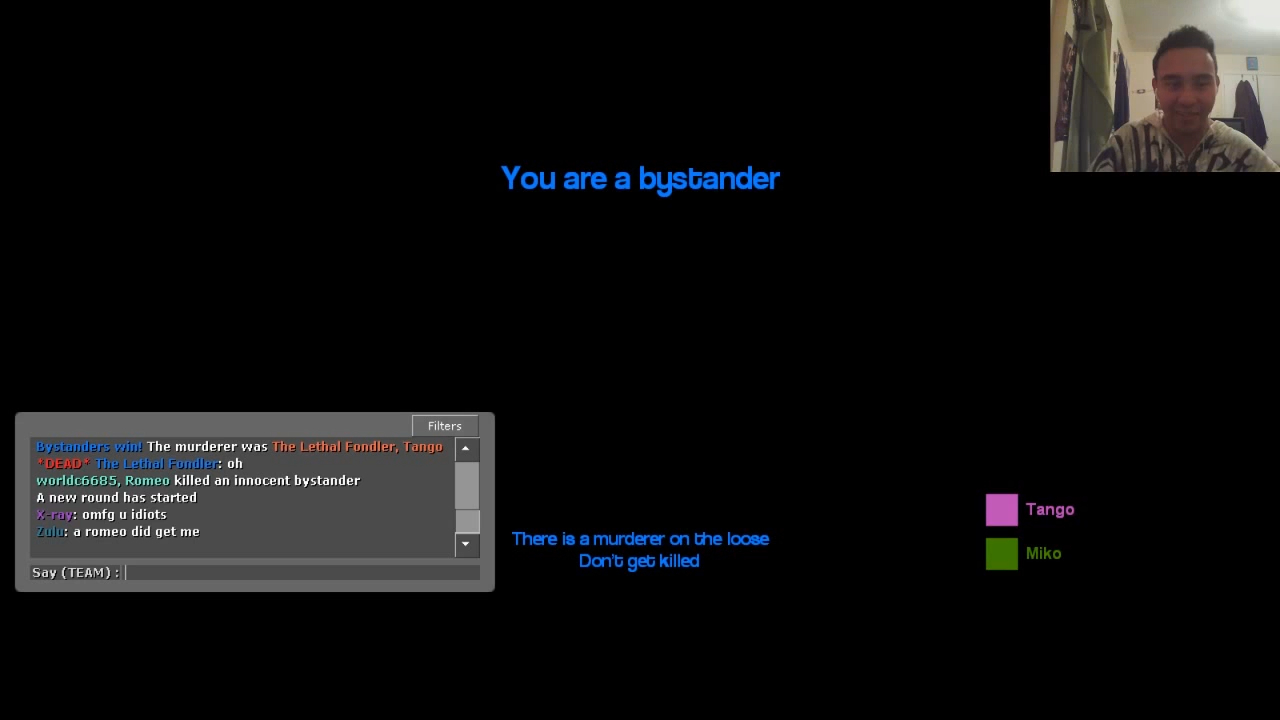 You are a bystander
Filters
Bystanders win! The murderer was The Lethal Fondler, Tango
*DEAD* The Lethal Fondler: oh
worldc6685, Romeo killed an innocent bystander
A new round has started
X-ray: omfg u idiots
Zulu: a romeo did get me
Say (TEAM) :
There is a murderer on the loose
Don't get killed
Tango
Miko